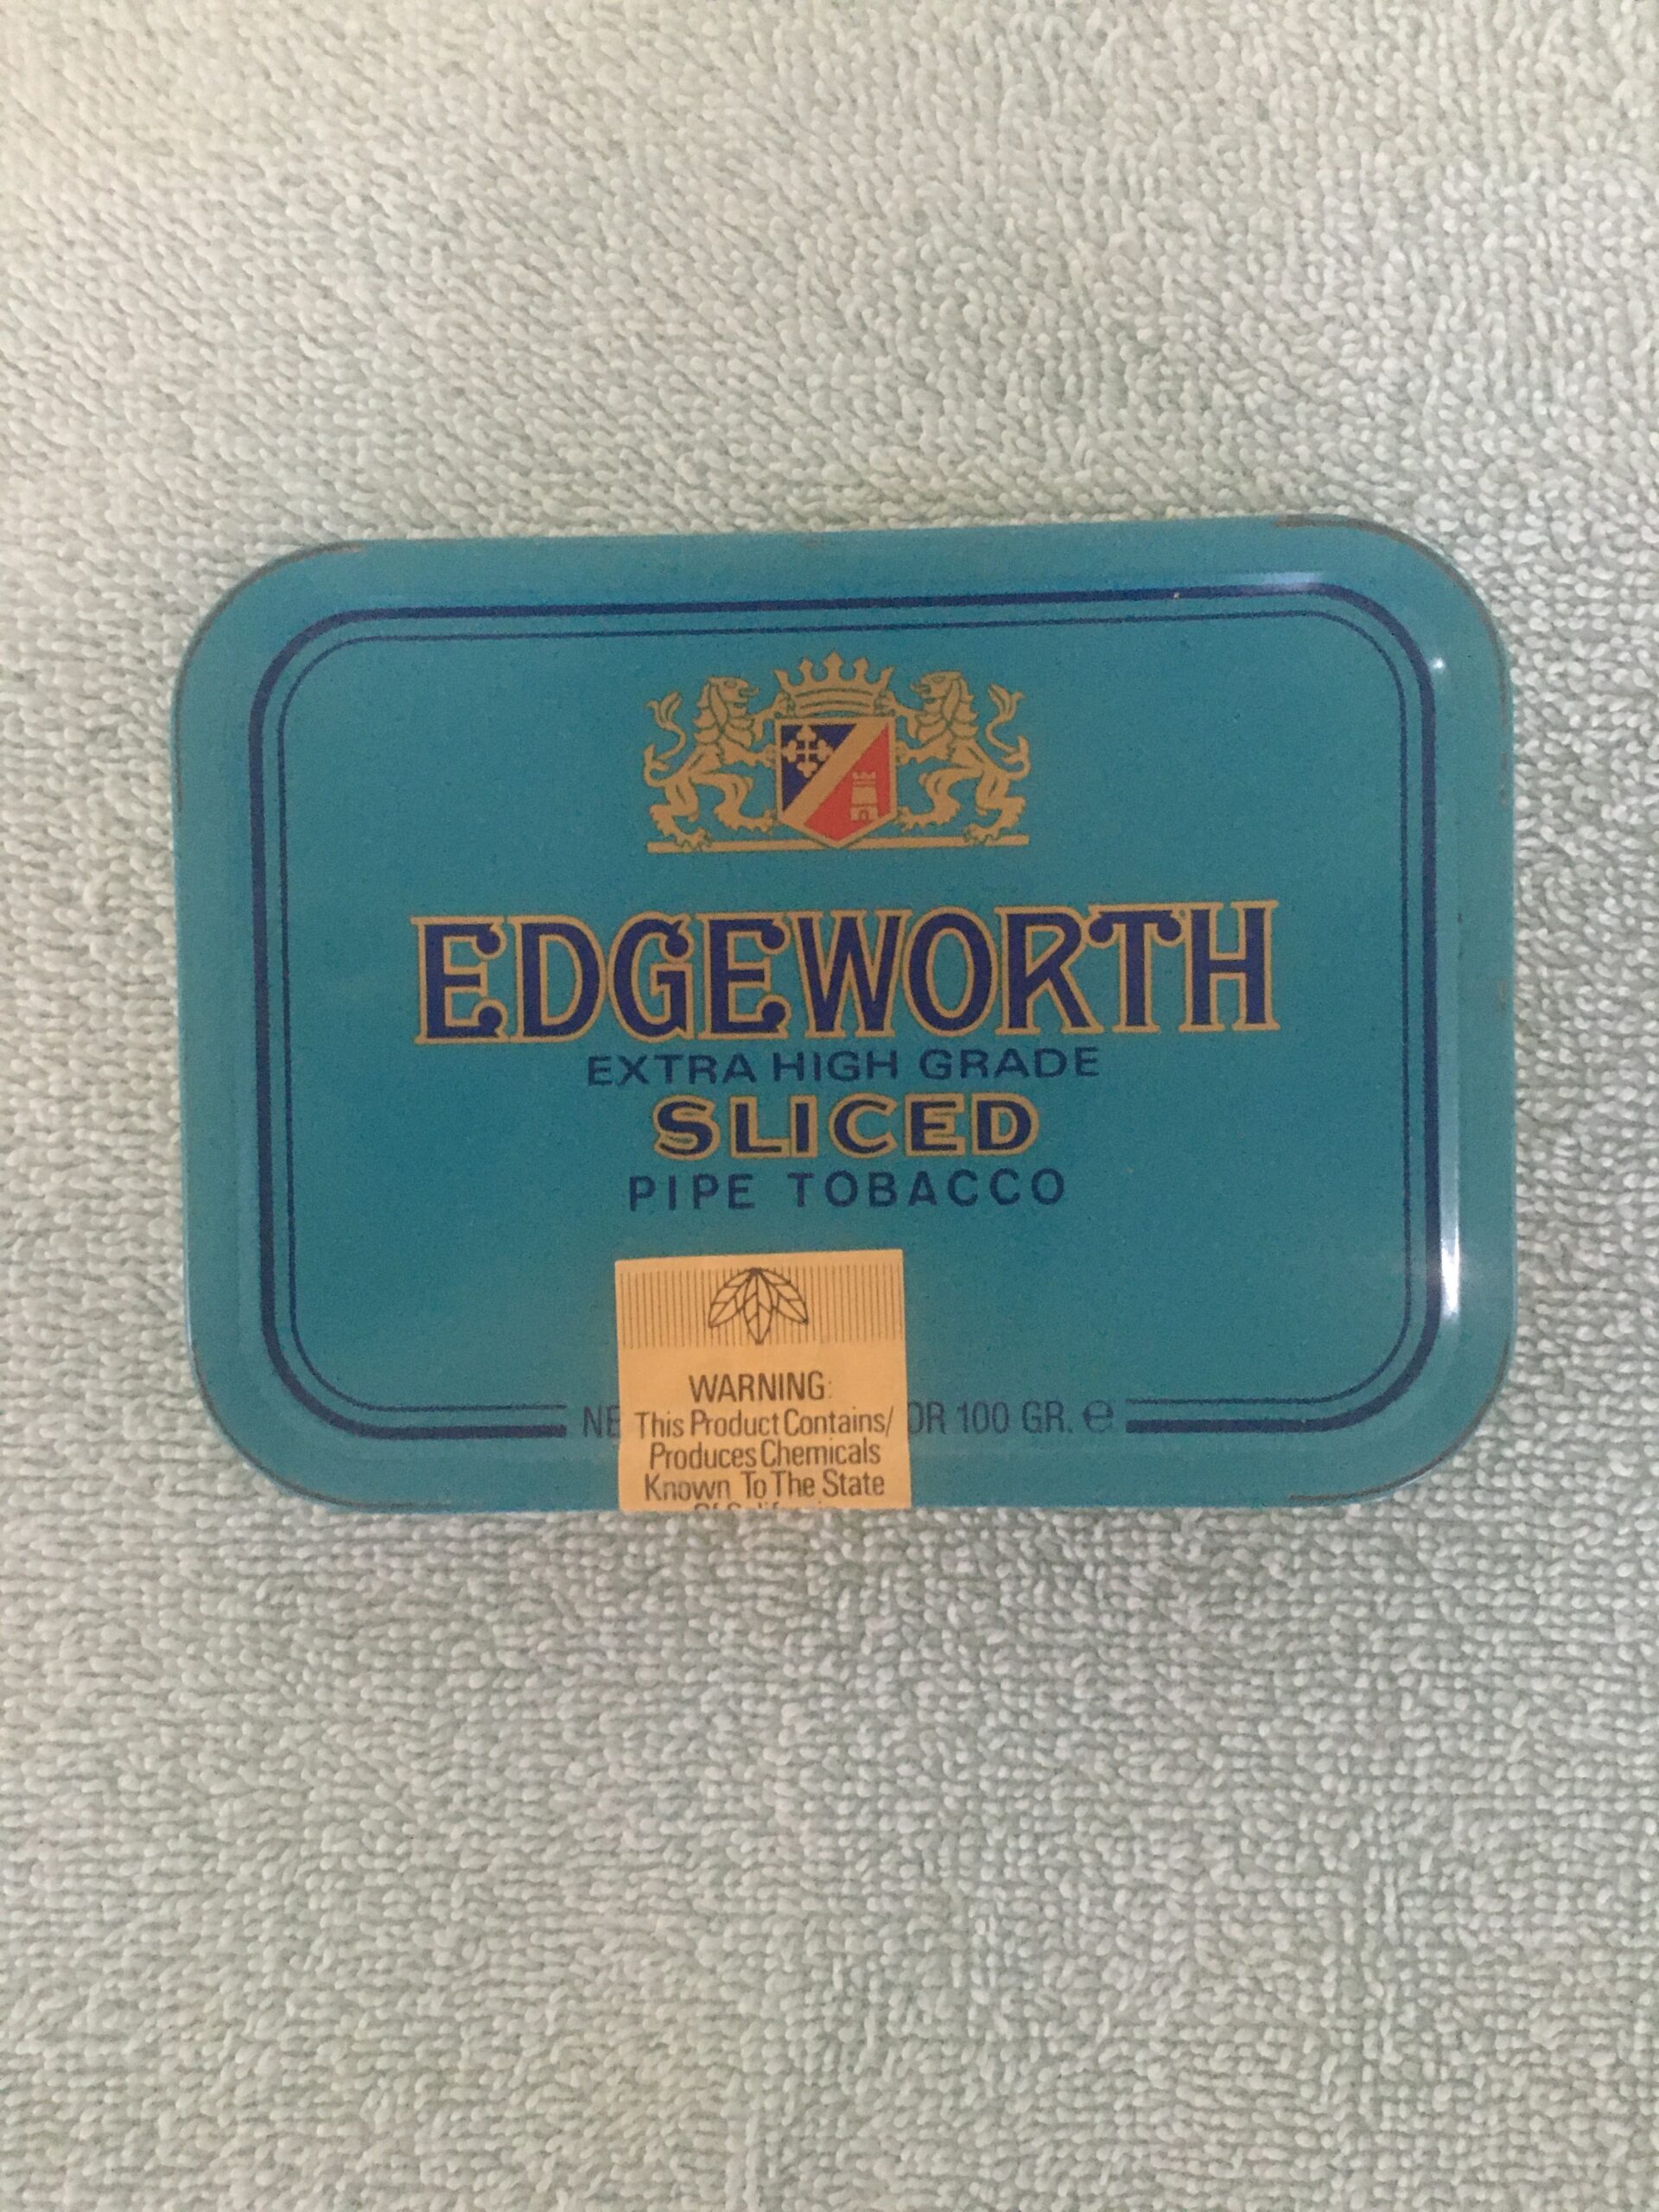 EDGEWORTH
EXTRA HIGH GRADE
SLICED
PIPE TOBACCO
WARNING:
This Product Contains/
Produces Chemicals
Known To The State
OR 100 GR. ℮